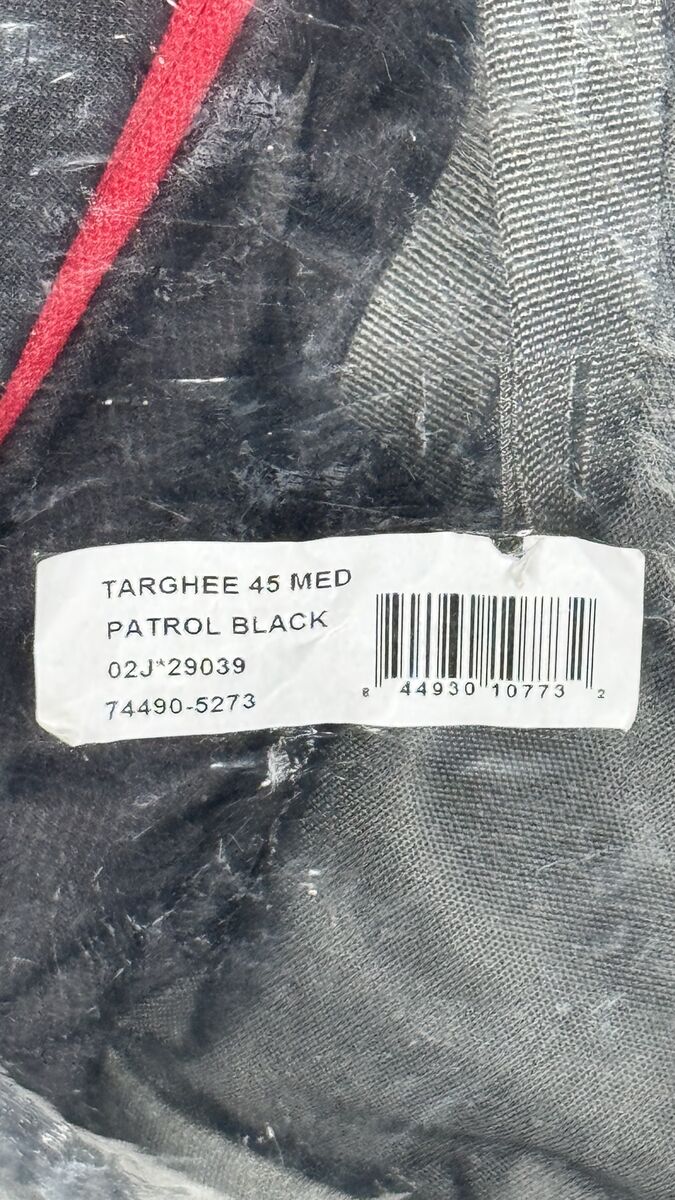 TARGHEE 45 MED
PATROL BLACK
02J*29039
74490-5273
8 44930 10773 2